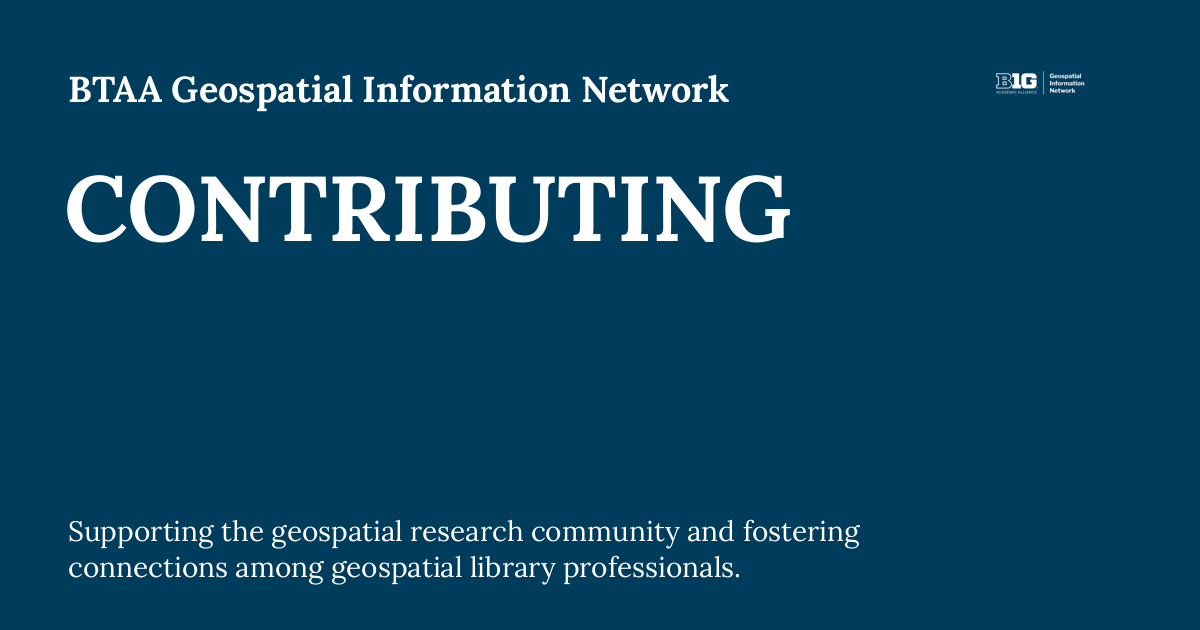 BTAA Geospatial Information Network
B1G
ACADEMIC ALLIANCE
Geospatial
Information
Network
CONTRIBUTING
Supporting the geospatial research community and fostering
connections among geospatial library professionals.